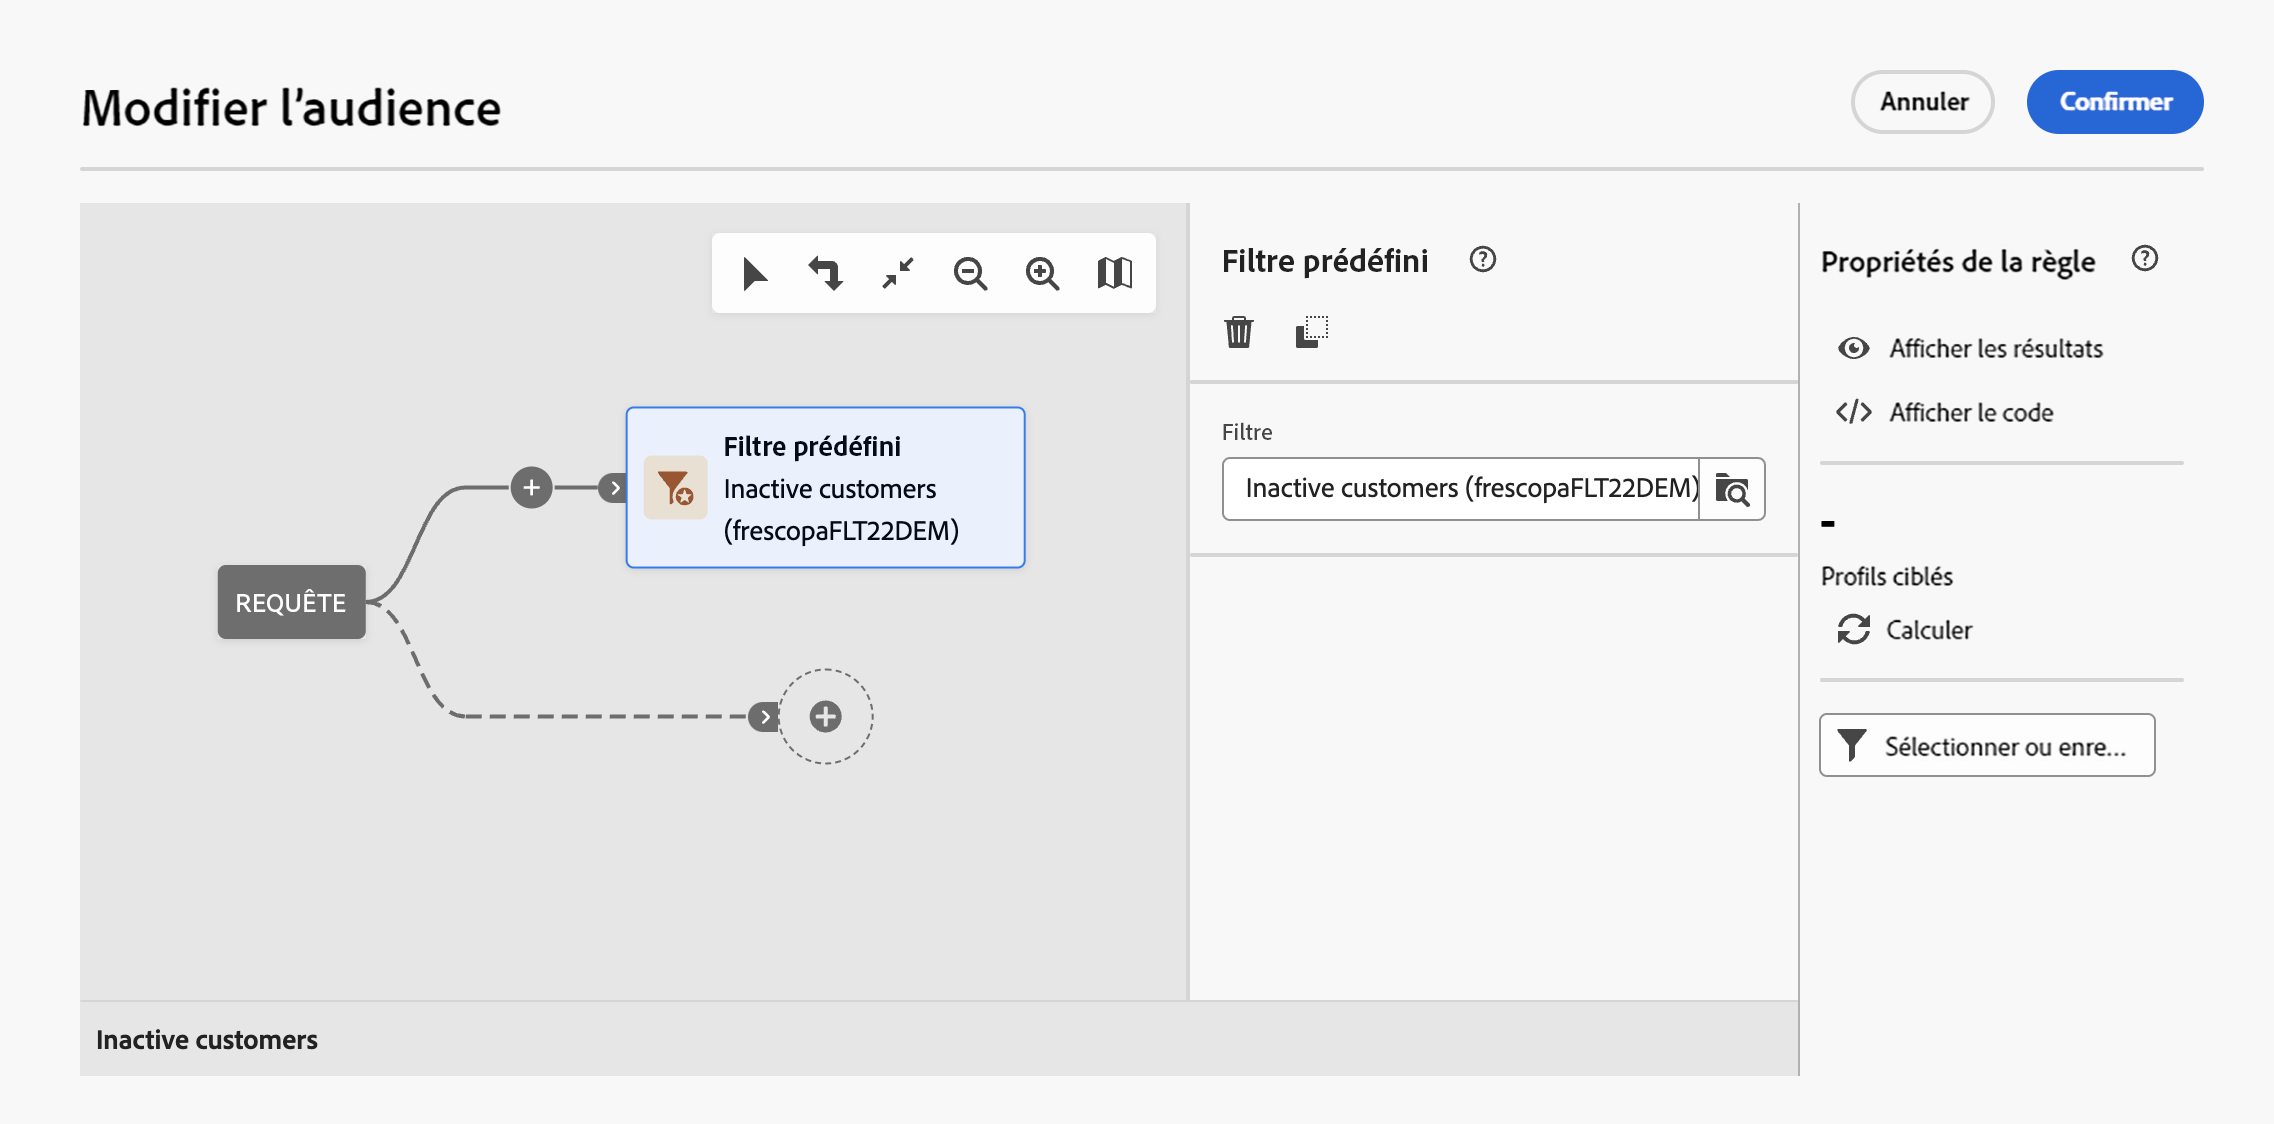 Modifier l’audience
Annuler
Confirmer
REQUÊTE
Filtre prédéfini
Inactive customers
(frescopaFLT22DEM)
Filtre prédéfini
Filtre
Inactive customers (frescopaFLT22DEM)
Propriétés de la règle
Afficher les résultats
Afficher le code
-
Profils ciblés
Calculer
Sélectionner ou enre...
Inactive customers